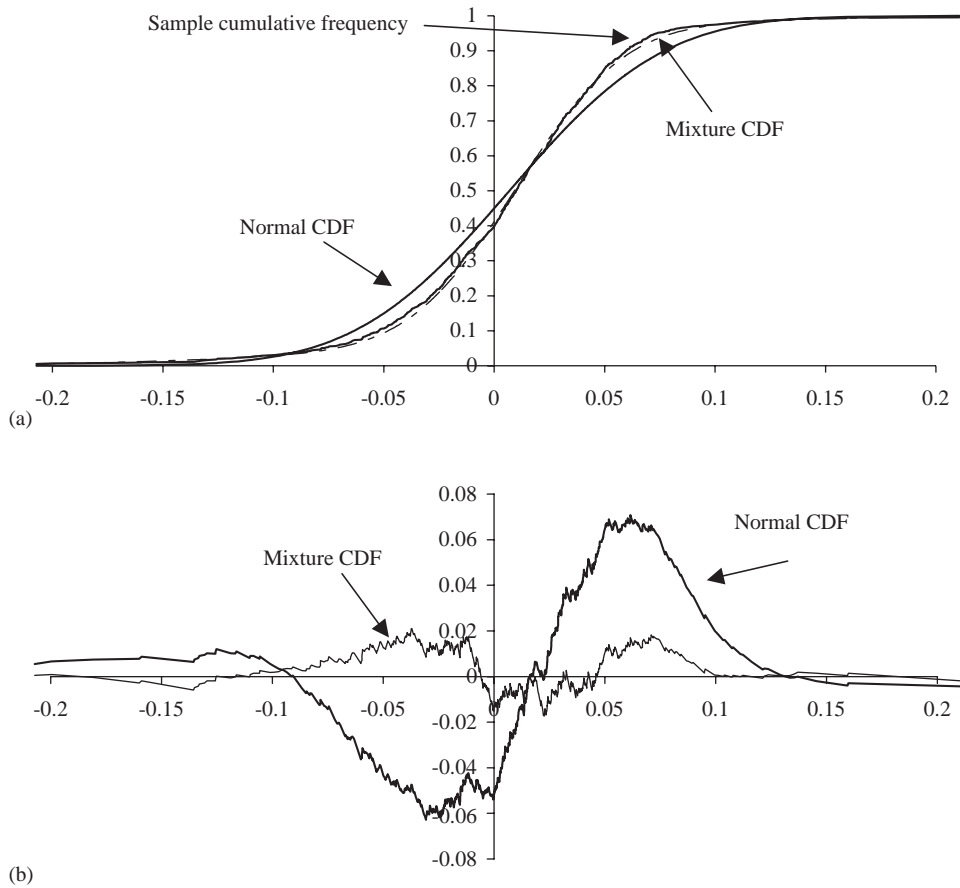 Sample cumulative frequency
1
0.9
0.8
0.7
0.6
0.5
0.4
0.3
0.2
0.1
0
Mixture CDF
Normal CDF
-0.2 -0.15 -0.1 -0.05 0 0.05 0.1 0.15 0.2
(a)
0.08
0.06
0.04
0.02
0
-0.02
-0.04
-0.06
-0.08
Normal CDF
Mixture CDF
-0.2 -0.15 -0.1 -0.05 0 0.05 0.1 0.15 0.2
(b)